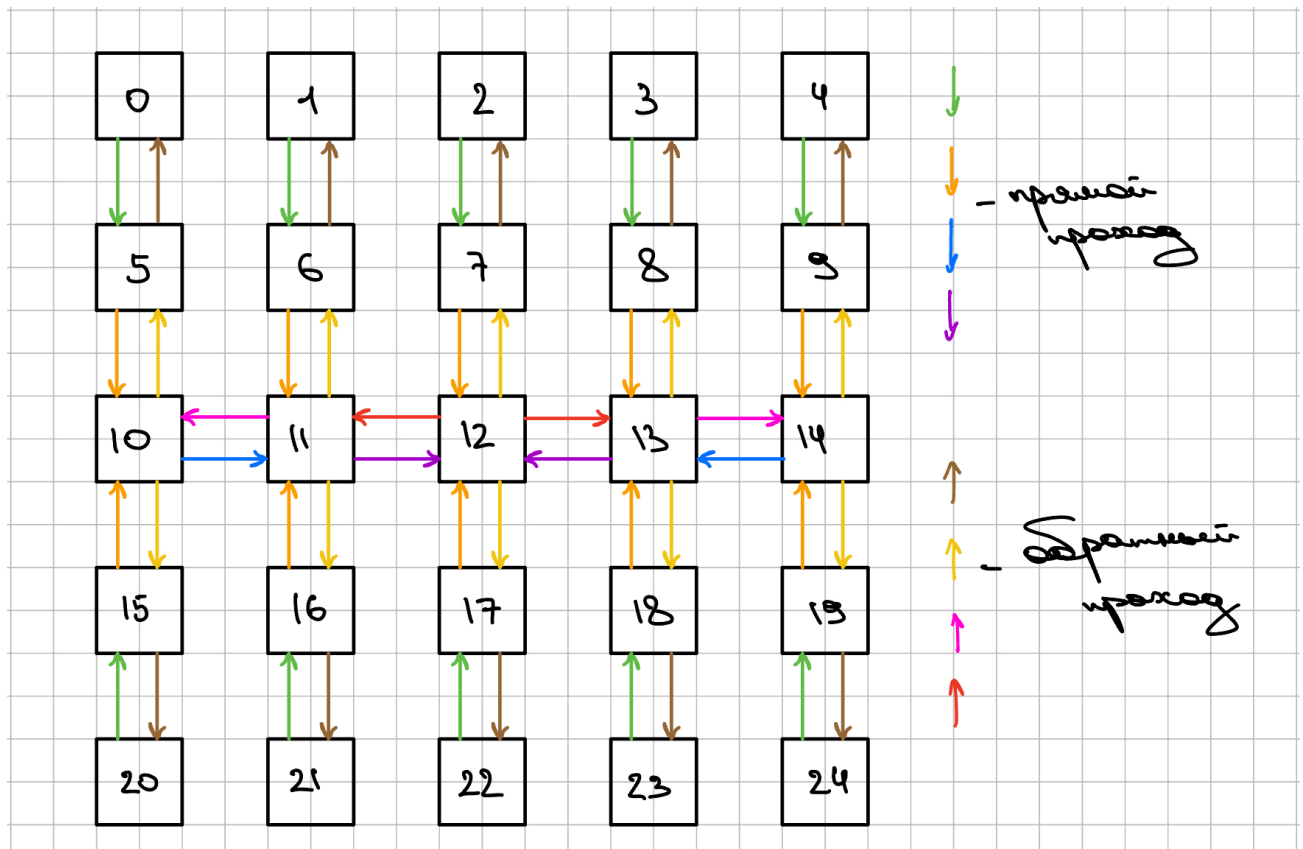 0 1 2 3 4
5 6 7 8 9
- прямой
проход
10 11 12 13 14
- Обратный
проход
15 16 17 18 19
20 21 22 23 24